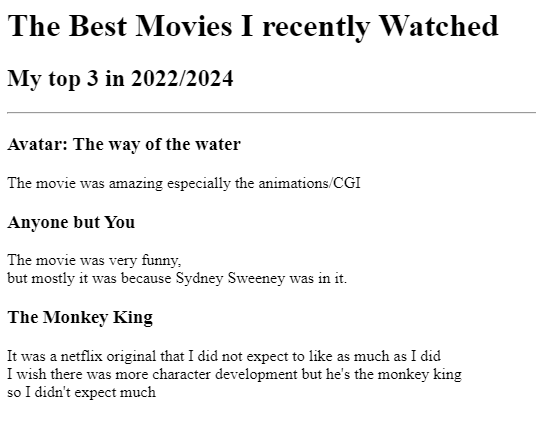 The Best Movies I recently Watched
My top 3 in 2022/2024
Avatar: The way of the water
The movie was amazing especially the animations/CGI
Anyone but You
The movie was very funny,
but mostly it was because Sydney Sweeney was in it.
The Monkey King
It was a netflix original that I did not expect to like as much as I did
I wish there was more character development but he's the monkey king
so I didn't expect much